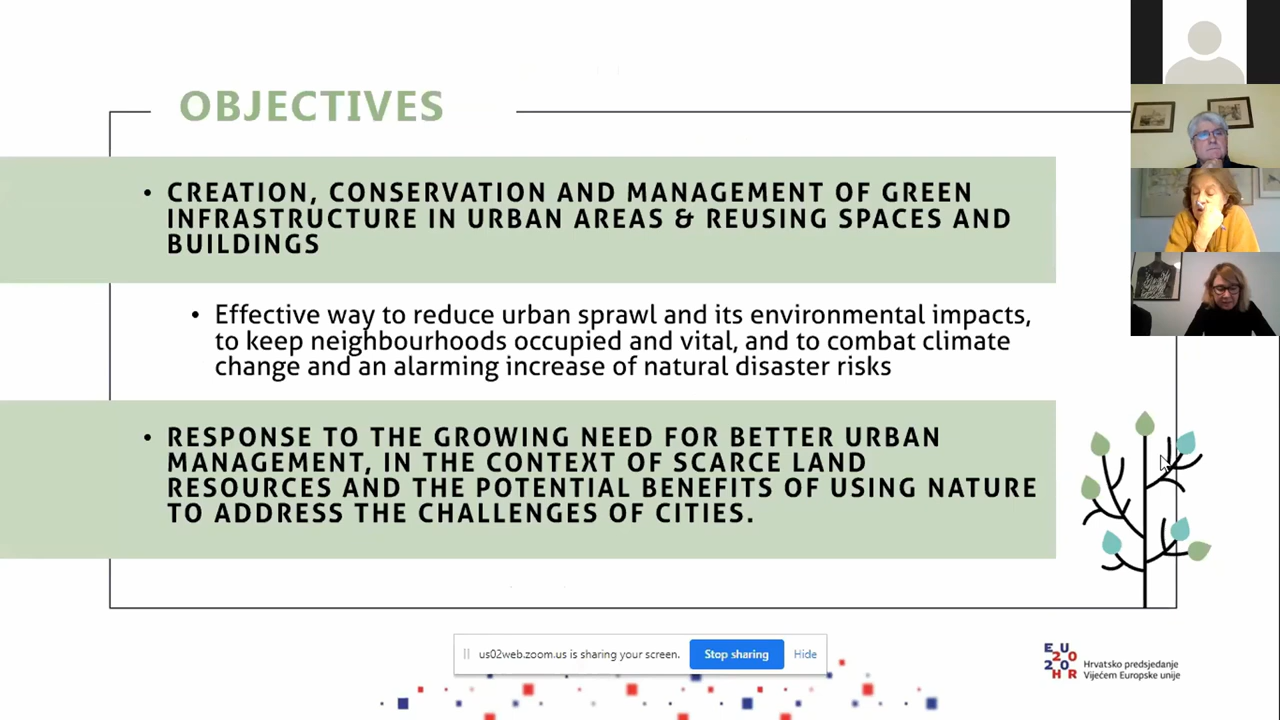 OBJECTIVES
• CREATION, CONSERVATION AND MANAGEMENT OF GREEN
INFRASTRUCTURE IN URBAN AREAS & REUSING SPACES AND
BUILDINGS
• Effective way to reduce urban sprawl and its environmental impacts,
to keep neighbourhoods occupied and vital, and to combat climate
change and an alarming increase of natural disaster risks
• RESPONSE TO THE GROWING NEED FOR BETTER URBAN
MANAGEMENT, IN THE CONTEXT OF SCARCE LAND
RESOURCES AND THE POTENTIAL BENEFITS OF USING NATURE
TO ADDRESS THE CHALLENGES OF CITIES.
us02web.zoom.us is sharing your screen.
Stop sharing
Hide
EU
2020
HR
Hrvatsko predsjedanje
Vijećem Europske unije